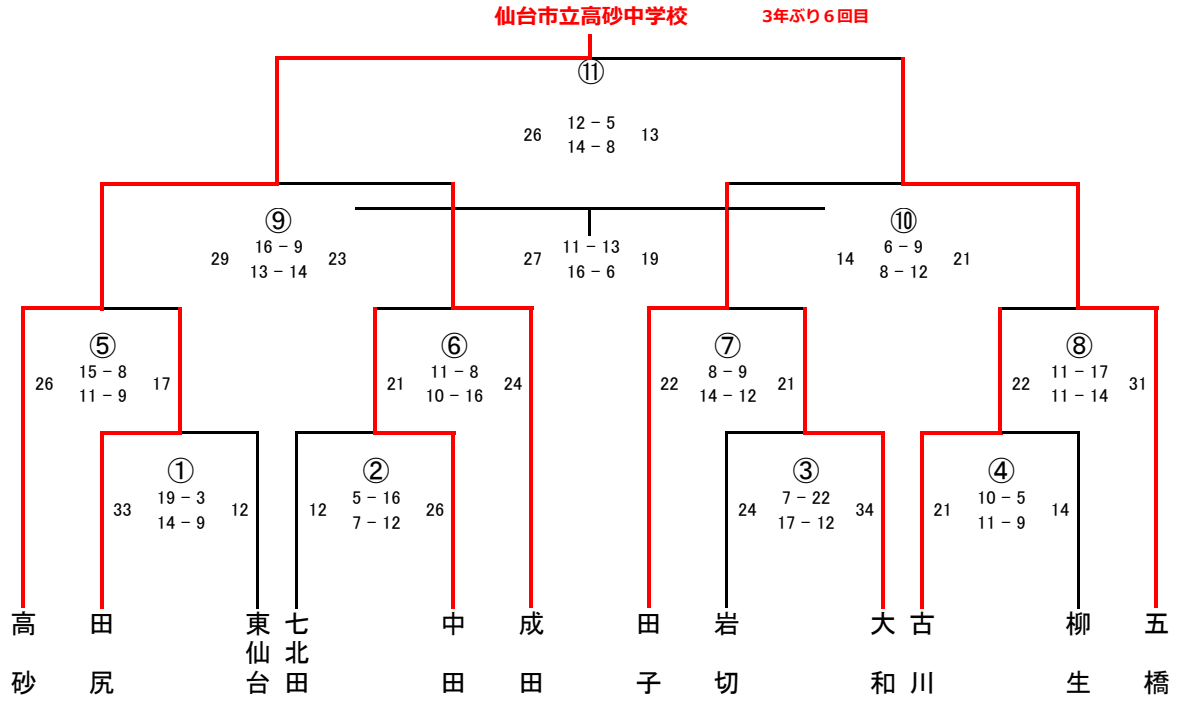 仙台市立高砂中学校 3年ぶり6回目
⑪
26 12 - 5 13
14 - 8
⑨ ⑩
29 16 - 9 23 27 11 - 13 19 14 6 - 9 21
13 - 14 16 - 6 8 - 12
⑤ ⑥ ⑦ ⑧
26 15 - 8 17 21 11 - 8 24 22 8 - 9 21 22 11 - 17 31
11 - 9 10 - 16 14 - 12 11 - 14
① ② ③ ④
33 19 - 3 12 12 5 - 16 26 24 7 - 22 34 21 10 - 5 14
14 - 9 7 - 12 17 - 12 11 - 9
高砂
田尻
東仙台
七北田
中田
成田
田子
岩切
大和
古川
柳生
五橋